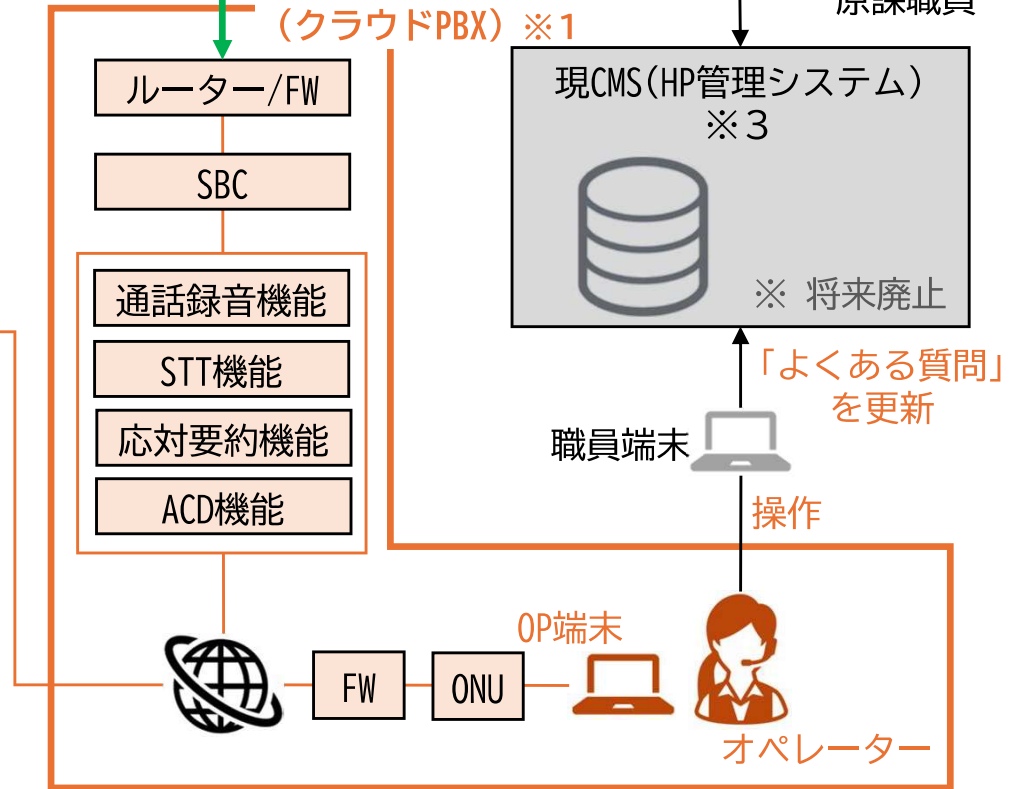 原課職員
（クラウドPBX）※1
ルーター/FW
SBC
通話録音機能
STT機能
応対要約機能
ACD機能
現CMS(HP管理システム)
※３
※ 将来廃止
「よくある質問」
を更新
職員端末
操作
OP端末
FW
ONU
オペレーター